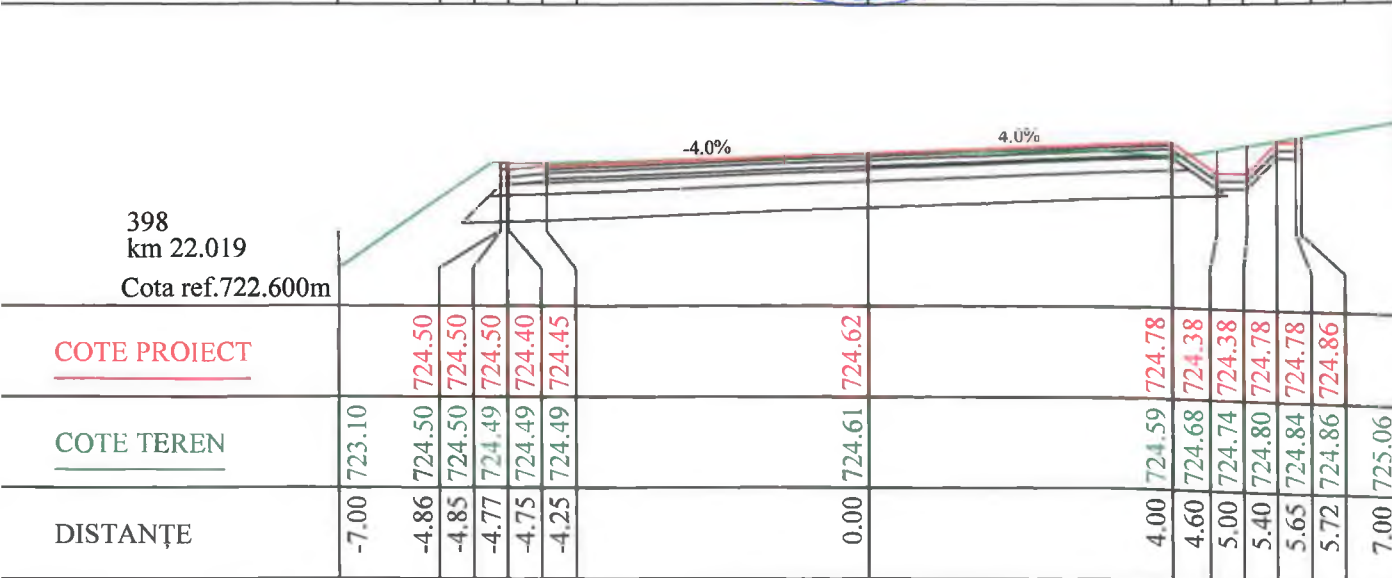 -4.0% 4.0%
398
km 22.019
Cota ref.722.600m
COTE PROIECT 724.50 724.50 724.50 724.40 724.45 724.62 724.78 724.38 724.38 724.78 724.78 724.86
COTE TEREN 723.10 724.50 724.50 724.49 724.49 724.49 724.61 724.59 724.68 724.74 724.80 724.84 724.86 725.06
DISTANȚE -7.00 -4.86 -4.85 -4.77 -4.75 -4.25 0.00 4.00 4.60 5.00 5.40 5.65 5.72 7.00